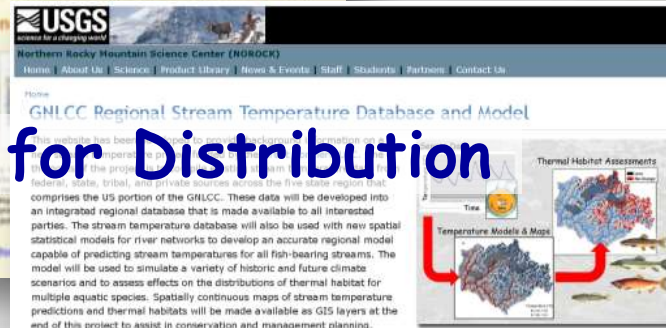 USGS
science for a changing world
Northern Rocky Mountain Science Center (NOROCK)
Home | About Us | Science | Product Library | News & Events | Staff | Students | Partners | Contact Us
Home
GNLCC Regional Stream Temperature Database and Model
for Distribution
federal, state, tribal, and private sources across the five state region that
comprises the US portion of the GNLCC. These data will be developed into
an integrated regional database that is made available to all interested
parties. The stream temperature database will also be used with new spatial
statistical models for river networks to develop an accurate regional model
capable of predicting stream temperatures for all fish-bearing streams. The
model will be used to simulate a variety of historic and future climate
scenarios and to assess effects on the distributions of thermal habitat for
multiple aquatic species. Spatially continuous maps of stream temperature
predictions and thermal habitats will be made available as GIS layers at the
end of this project to assist in conservation and management planning.
Time
Thermal Habitat Assessments
Temperature Models & Maps